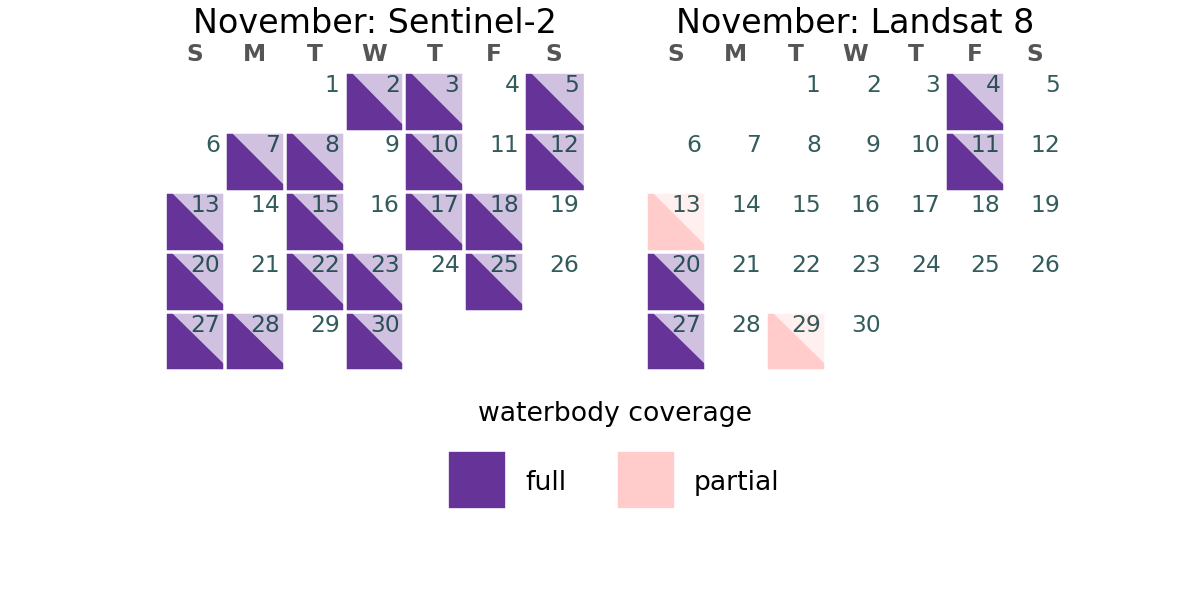 November: Sentinel-2
S M T W T F S
1 2 3 4 5
6 7 8 9 10 11 12
13 14 15 16 17 18 19
20 21 22 23 24 25 26
27 28 29 30
November: Landsat 8
S M T W T F S
1 2 3 4 5
6 7 8 9 10 11 12
13 14 15 16 17 18 19
20 21 22 23 24 25 26
27 28 29 30
waterbody coverage
full
partial